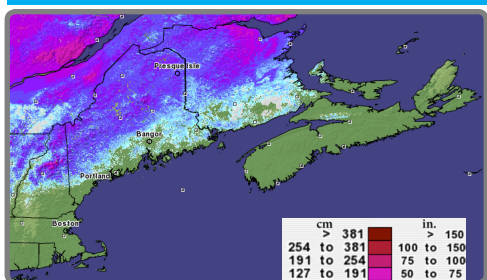 Presque Isle
Bangor
Portland
Boston
cm in.
> 381 > 150
254 to 381 100 to 150
191 to 254 75 to 100
127 to 191 50 to 75